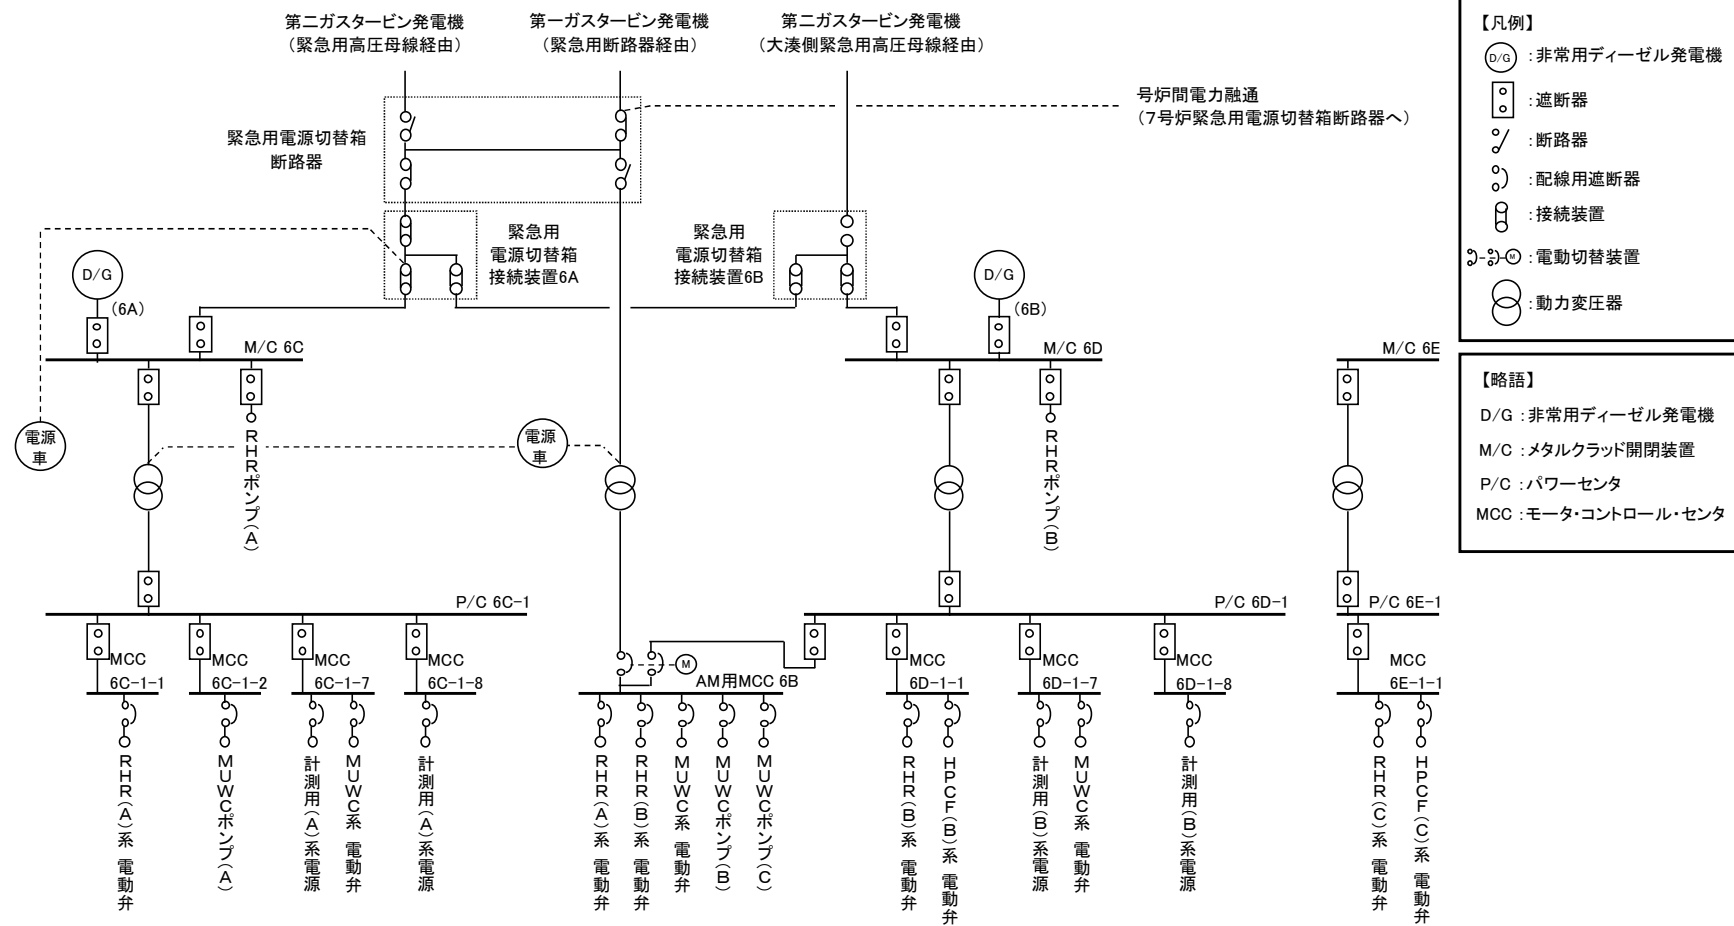 第二ガスタービン発電機
（緊急用高圧母線経由）
第一ガスタービン発電機
（緊急用断路器経由）
第二ガスタービン発電機
（大湊側緊急用高圧母線経由）
号炉間電力融通
（７号炉緊急用電源切替箱断路器へ）
緊急用電源切替箱
断路器
緊急用
電源切替箱
接続装置6A
緊急用
電源切替箱
接続装置6B
D/G
(6A)
D/G
(6B)
M/C 6C
M/C 6D
M/C 6E
電源
車
電源
車
RHRポンプ(A)
RHRポンプ(B)
P/C 6C-1
P/C 6D-1
P/C 6E-1
MCC
6C-1-1
MCC
6C-1-2
MCC
6C-1-7
MCC
6C-1-8
M
AM用MCC 6B
MCC
6D-1-1
MCC
6D-1-7
MCC
6D-1-8
MCC
6E-1-1
RHR(A)系 電動弁
MUWCポンプ(A)
計測用(A)系電源
MUWC系 電動弁
計測用(A)系電源
RHR(A)系 電動弁
RHR(B)系 電動弁
MUWC系 電動弁
MUWCポンプ(B)
MUWCポンプ(C)
RHR(B)系 電動弁
HPCF(B)系 電動弁
計測用(B)系電源
MUWC系 電動弁
計測用(B)系電源
RHR(C)系 電動弁
HPCF(C)系 電動弁
【凡例】
D/G :非常用ディーゼル発電機
:遮断器
:断路器
:配線用遮断器
:接続装置
M :電動切替装置
:動力変圧器
【略語】
D/G :非常用ディーゼル発電機
M/C :メタルクラッド開閉装置
P/C :パワーセンタ
MCC :モータ・コントロール・センタ